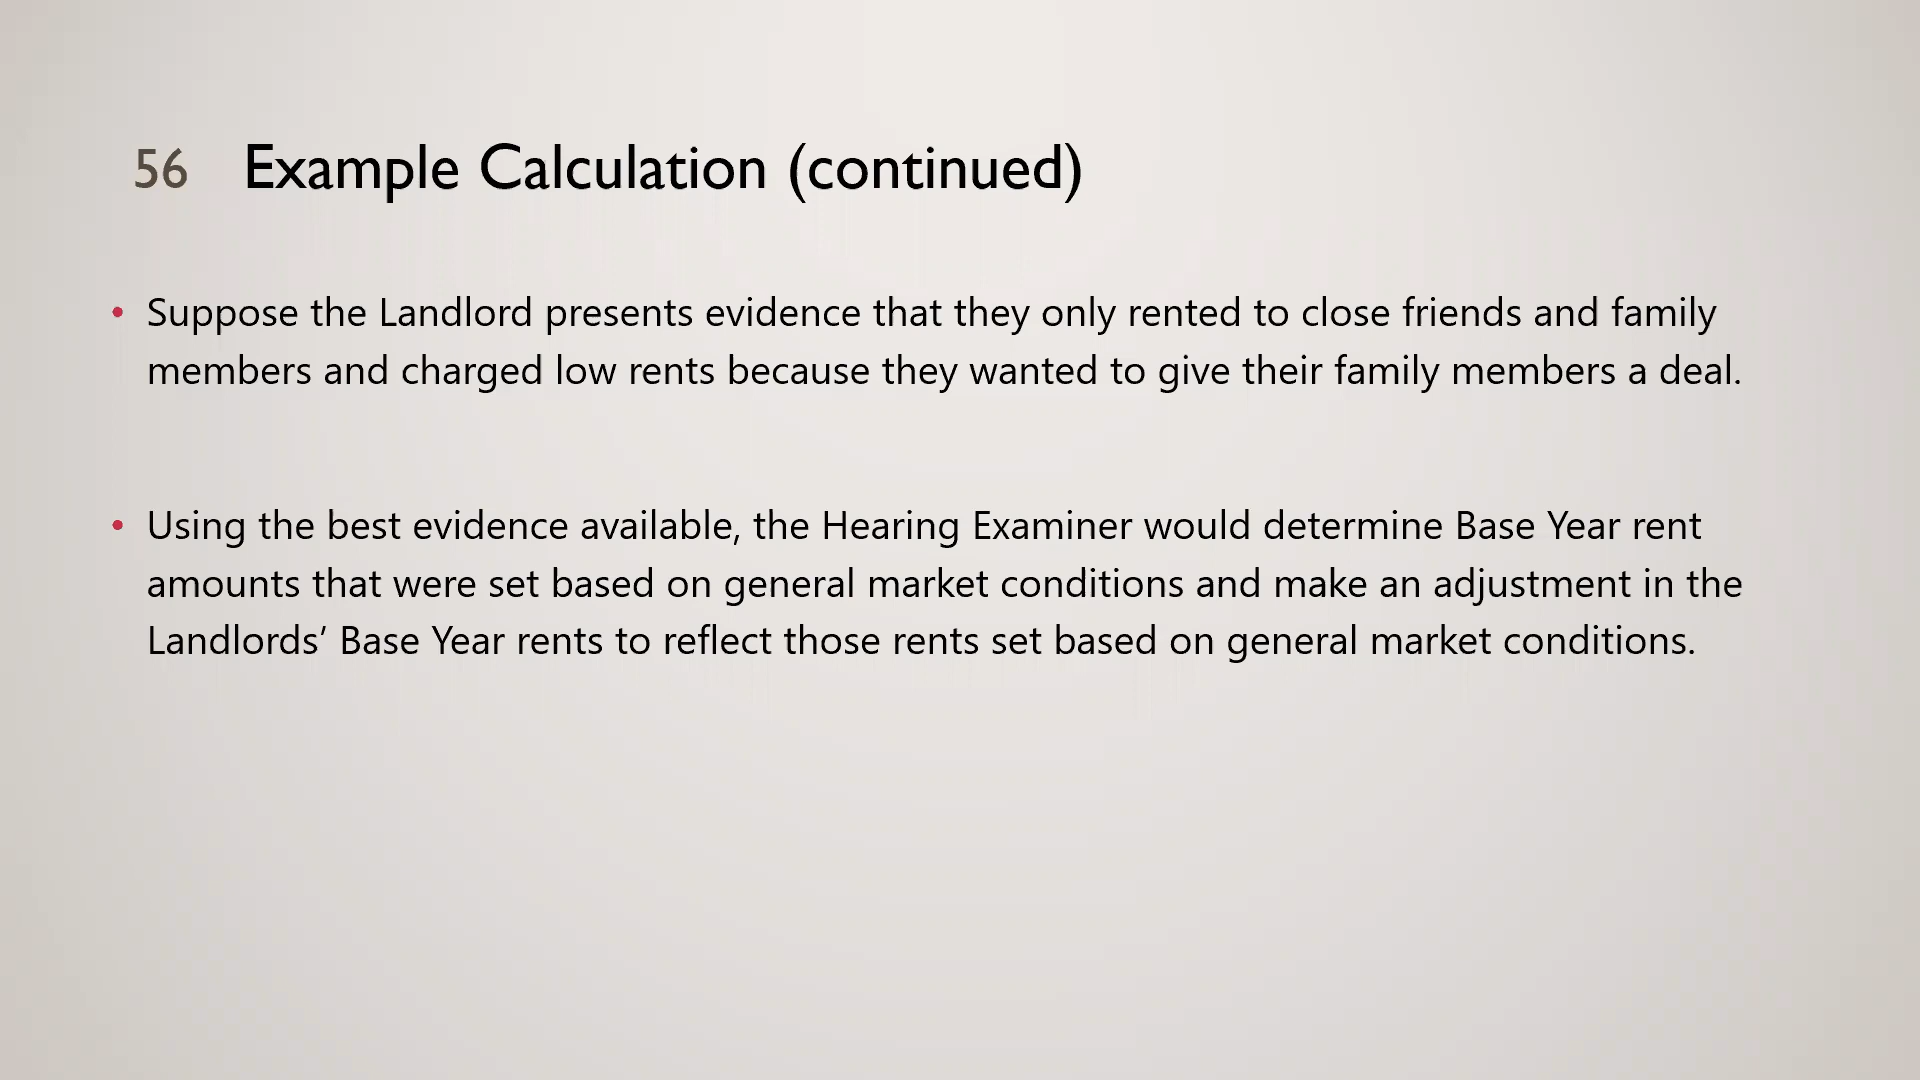 56 Example Calculation (continued)
• Suppose the Landlord presents evidence that they only rented to close friends and family
members and charged low rents because they wanted to give their family members a deal.
• Using the best evidence available, the Hearing Examiner would determine Base Year rent
amounts that were set based on general market conditions and make an adjustment in the
Landlords’ Base Year rents to reflect those rents set based on general market conditions.